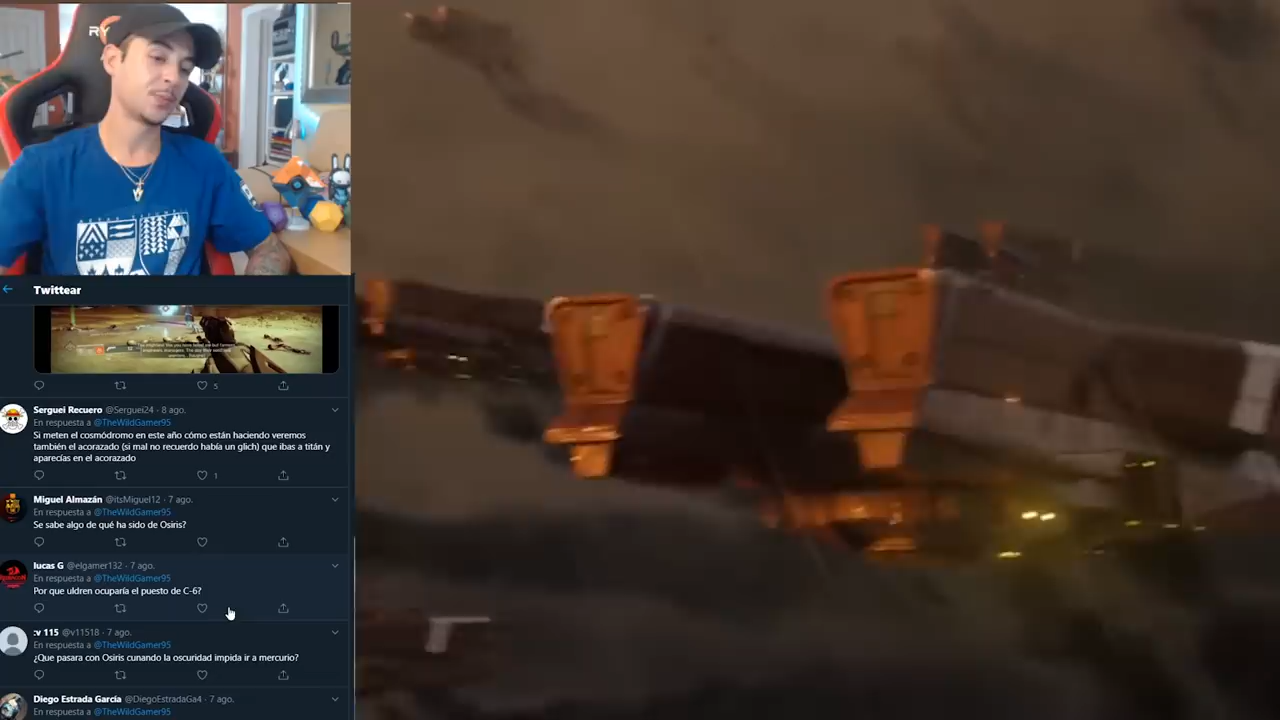 RY
Twittear
5
Serguei Recuero @Serguei24 · 8 ago.
En respuesta a @TheWildGamer95
Si meten el cosmódromo en este año cómo están haciendo veremos
también el acorazado (si mal no recuerdo había un glich) que ibas a titán y
aparecías en el acorazado
1
Miguel Almazán @itsMiguel12 · 7 ago.
En respuesta a @TheWildGamer95
Se sabe algo de qué ha sido de Osiris?
lucas G @elgamer132 · 7 ago.
En respuesta a @TheWildGamer95
Por que uldren ocuparía el puesto de C-6?
:v 115 @v11518 · 7 ago.
En respuesta a @TheWildGamer95
¿Que pasara con Osiris cunando la oscuridad impida ir a mercurio?
Diego Estrada García @DiegoEstradaGa4 · 7 ago.
En respuesta a @TheWildGamer95